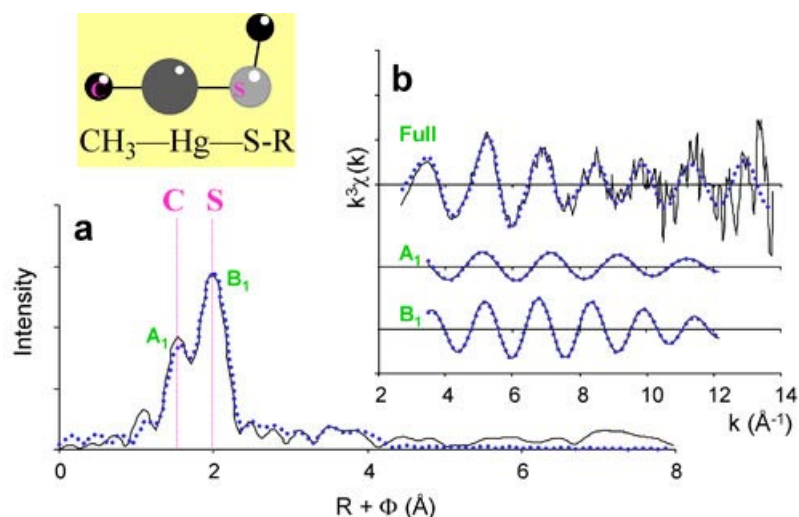 C S
CH₃—Hg—S-R
C S
a
A₁
B₁
Intensity
0 2 4 6 8
R + Φ (Å)
b
Full
A₁
B₁
k³χ(k)
2 4 6 8 10 12 14
k (Å⁻¹)